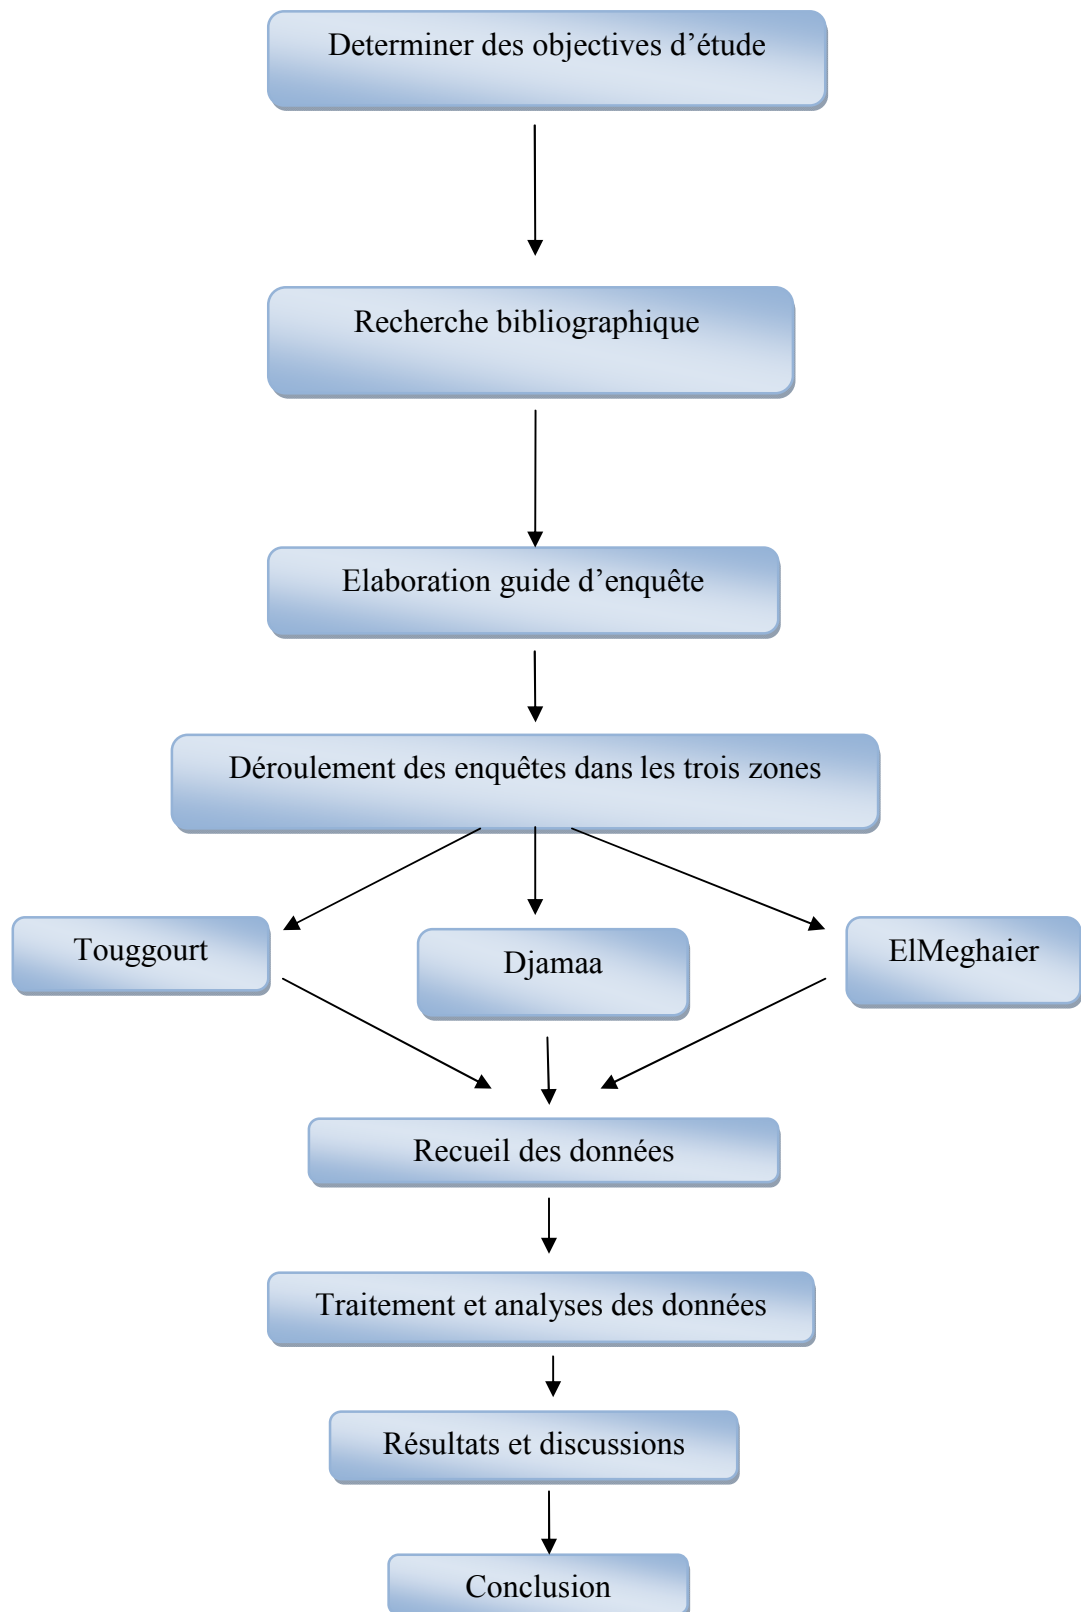 Determiner des objectives d’étude
Recherche bibliographique
Elaboration guide d’enquête
Déroulement des enquêtes dans les trois zones
Touggourt
Djamaa
ElMeghaier
Recueil des données
Traitement et analyses des données
Résultats et discussions
Conclusion